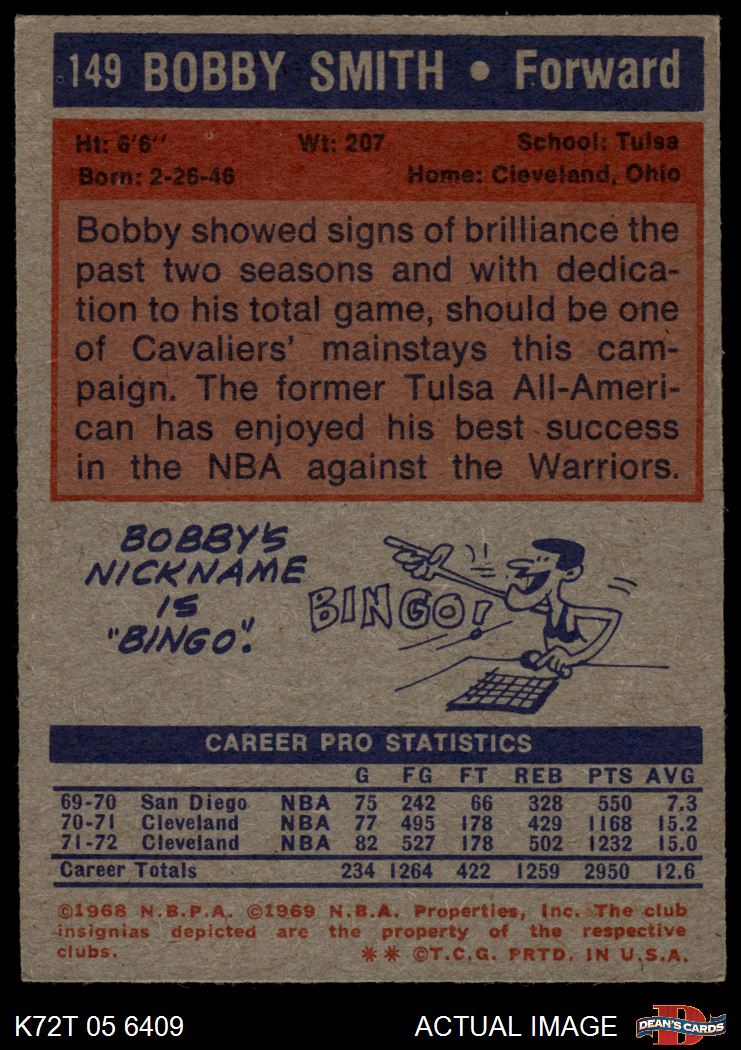 149 BOBBY SMITH • Forward
Ht: 6'6" Wt: 207 School: Tulsa
Born: 2-26-46 Home: Cleveland, Ohio
Bobby showed signs of brilliance the
past two seasons and with dedica-
tion to his total game, should be one
of Cavaliers' mainstays this cam-
paign. The former Tulsa All-Ameri-
can has enjoyed his best success
in the NBA against the Warriors.
BOBBY'S
NICKNAME
IS
"BINGO".
BINGO!
CAREER PRO STATISTICS
G FG FT REB PTS AVG
69-70 San Diego NBA 75 242 66 328 550 7.3
70-71 Cleveland NBA 77 495 178 429 1168 15.2
71-72 Cleveland NBA 82 527 178 502 1232 15.0
Career Totals 234 1264 422 1259 2950 12.6
©1968 N.B.P.A. ©1969 N.B.A. Properties, Inc. The club
insignias depicted are the property of the respective
clubs. ** ©T.C.G. PRTD. IN U.S.A.
K72T 05 6409 ACTUAL IMAGE DEAN'S CARDS